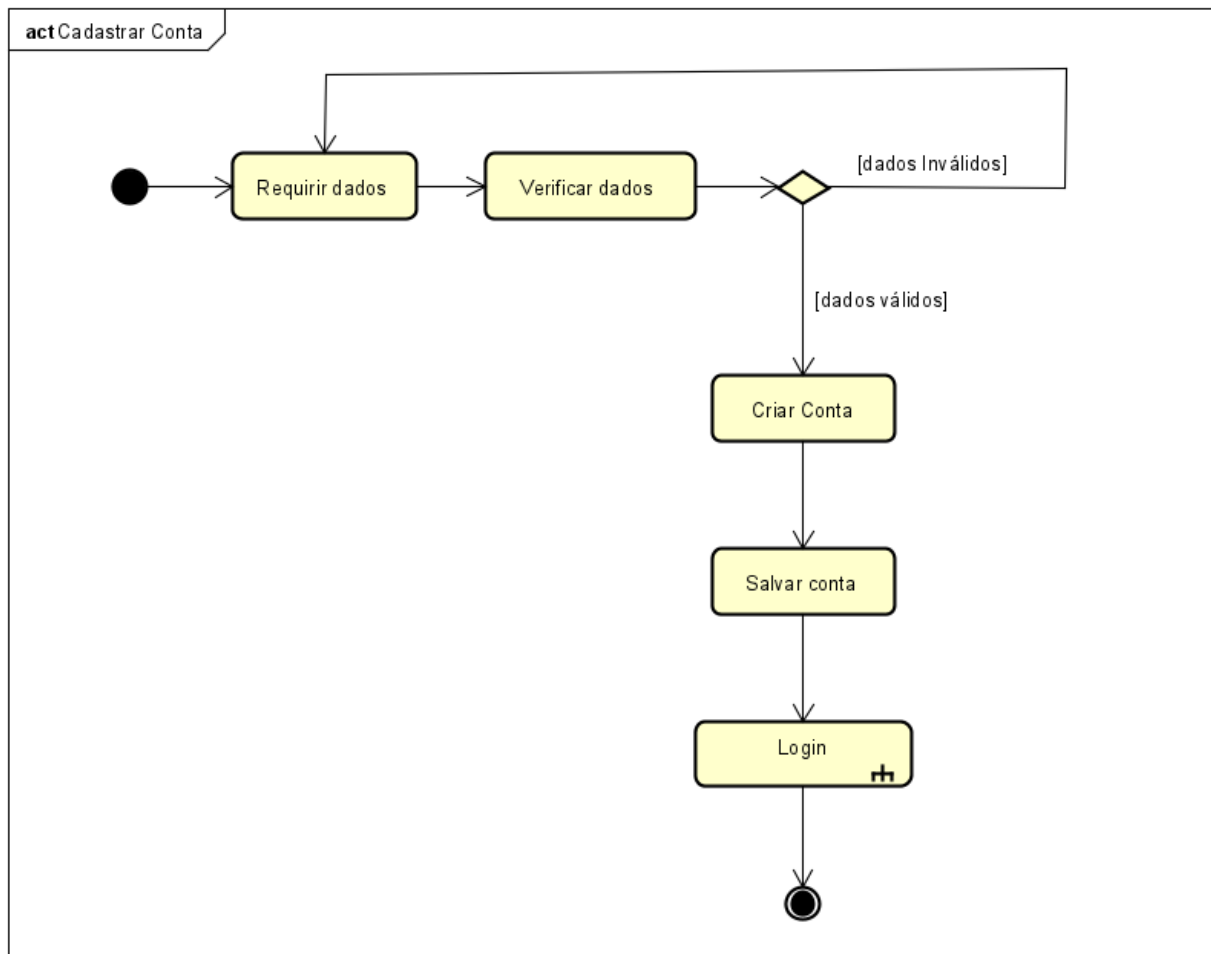 act Cadastrar Conta
Requirir dados
Verificar dados
[dados Inválidos]
[dados válidos]
Criar Conta
Salvar conta
Login